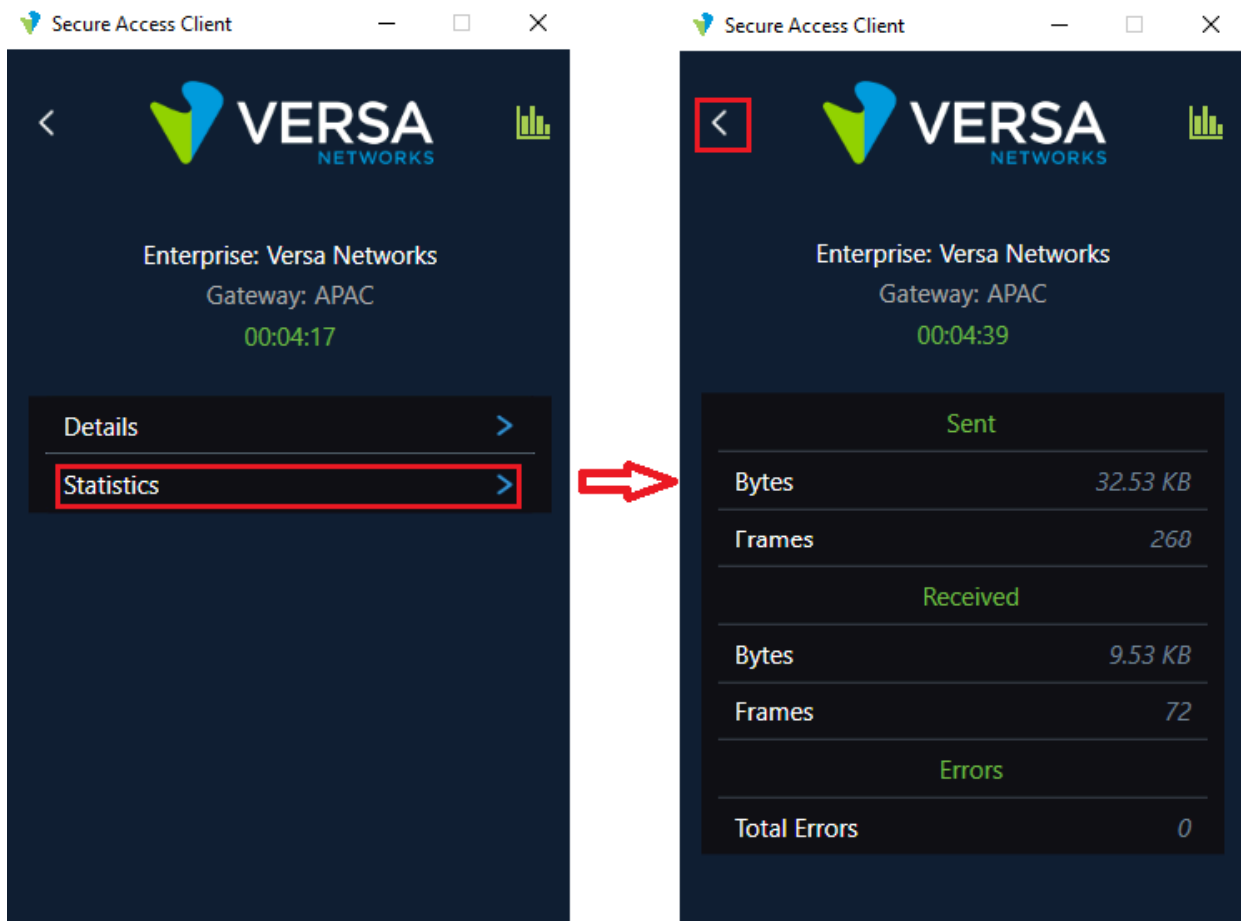 Secure Access Client
VERSA
NETWORKS
Enterprise: Versa Networks
Gateway: APAC
00:04:17
Details
Statistics
Secure Access Client
VERSA
NETWORKS
Enterprise: Versa Networks
Gateway: APAC
00:04:39
Sent
Bytes 32.53 KB
Frames 268
Received
Bytes 9.53 KB
Frames 72
Errors
Total Errors 0